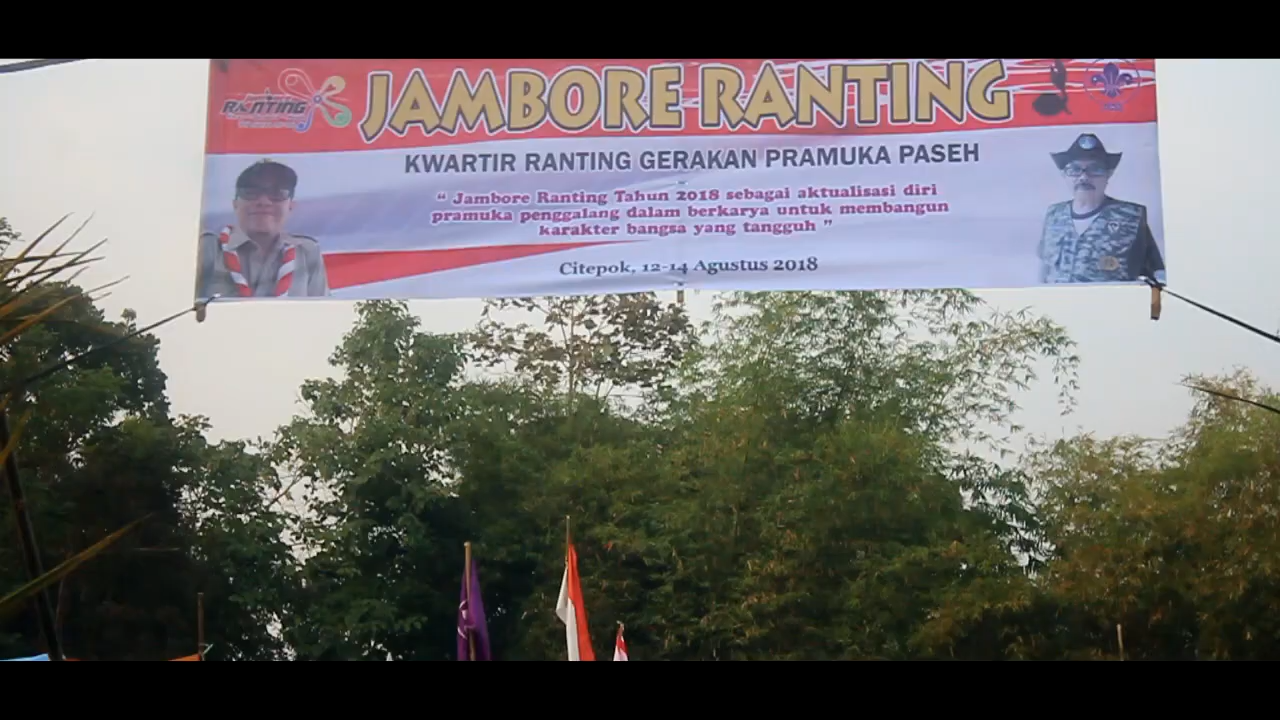 JAMBORE RANTING
RANTING
KWARTIR RANTING GERAKAN PRAMUKA PASEH
“ Jambore Ranting Tahun 2018 sebagai aktualisasi diri
pramuka penggalang dalam berkarya untuk membangun
karakter bangsa yang tangguh ”
Citepok, 12-14 Agustus 2018